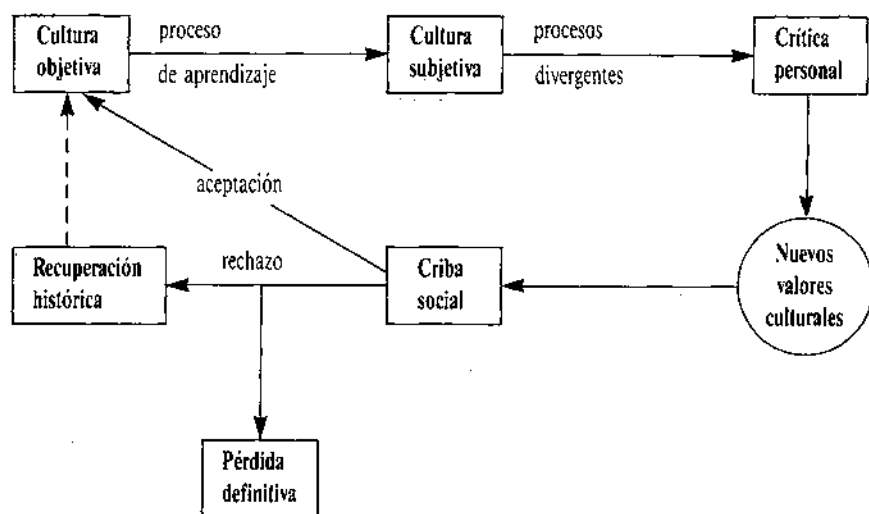 Cultura
objetiva
proceso
de aprendizaje
Cultura
subjetiva
procesos
divergentes
Crítica
personal
aceptación
Recuperación
histórica
rechazo
Criba
social
Nuevos
valores
culturales
Pérdida
definitiva